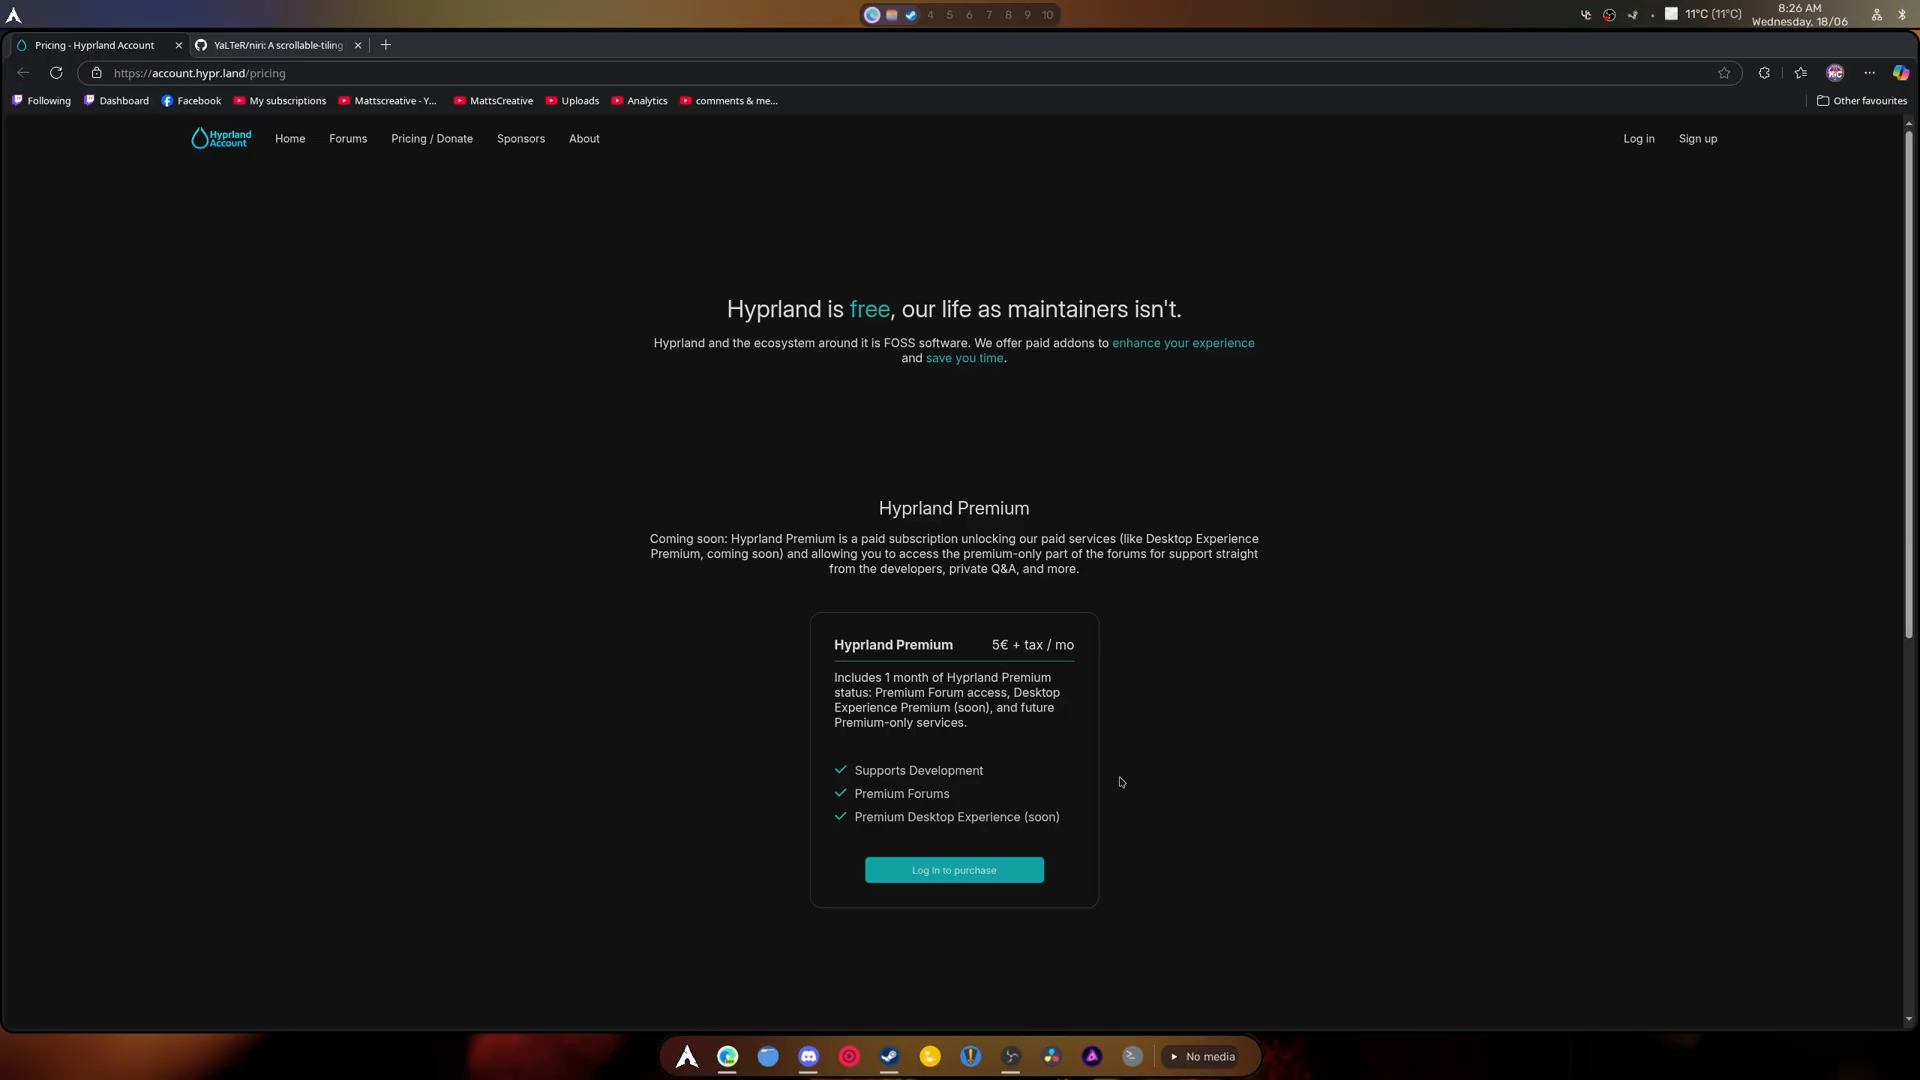 4 5 6 7 8 9 10
11°C (11°C)
8:26 AM
Wednesday, 18/06
Pricing - Hyprland Account
YaLTeR/niri: A scrollable-tiling
https://account.hypr.land/pricing
Following
Dashboard
Facebook
My subscriptions
Mattscreative - Y...
MattsCreative
Uploads
Analytics
comments & me...
Other favourites
Hyprland
Account
Home
Forums
Pricing / Donate
Sponsors
About
Log in
Sign up
Hyprland is free, our life as maintainers isn't.
Hyprland and the ecosystem around it is FOSS software. We offer paid addons to enhance your experience
and save you time.
Hyprland Premium
Coming soon: Hyprland Premium is a paid subscription unlocking our paid services (like Desktop Experience
Premium, coming soon) and allowing you to access the premium-only part of the forums for support straight
from the developers, private Q&A, and more.
Hyprland Premium
5€ + tax / mo
Includes 1 month of Hyprland Premium
status: Premium Forum access, Desktop
Experience Premium (soon), and future
Premium-only services.
Supports Development
Premium Forums
Premium Desktop Experience (soon)
Log in to purchase
No media